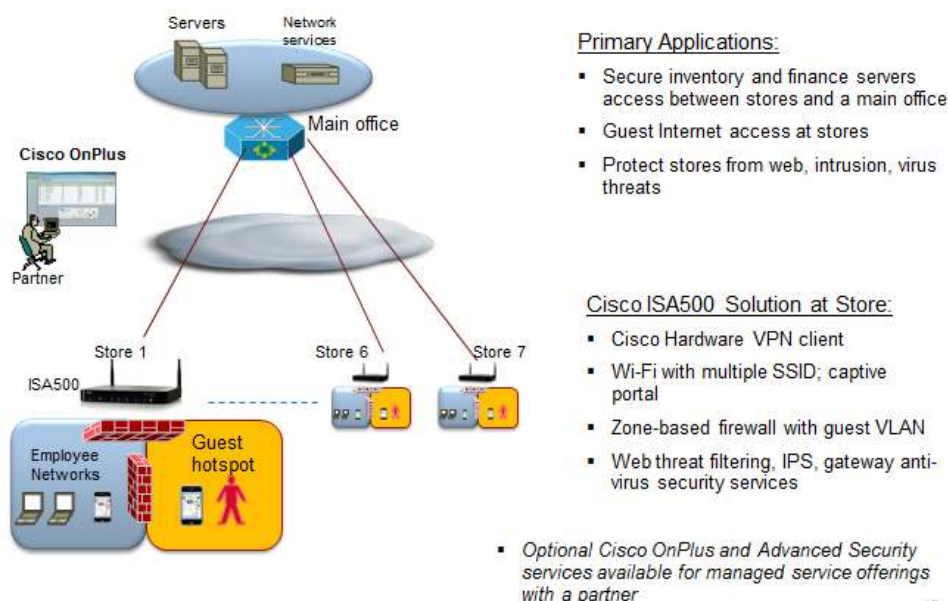 Servers
Network
services
Main office
Cisco OnPlus
Partner
Store 1
Store 6
Store 7
ISA500
Employee
Networks
Guest
hotspot
Primary Applications:
▪ Secure inventory and finance servers
access between stores and a main office
▪ Guest Internet access at stores
▪ Protect stores from web, intrusion, virus
threats
Cisco ISA500 Solution at Store:
▪ Cisco Hardware VPN client
▪ Wi-Fi with multiple SSID; captive
portal
▪ Zone-based firewall with guest VLAN
▪ Web threat filtering, IPS, gateway anti-
virus security services
▪ Optional Cisco OnPlus and Advanced Security
services available for managed service offerings
with a partner